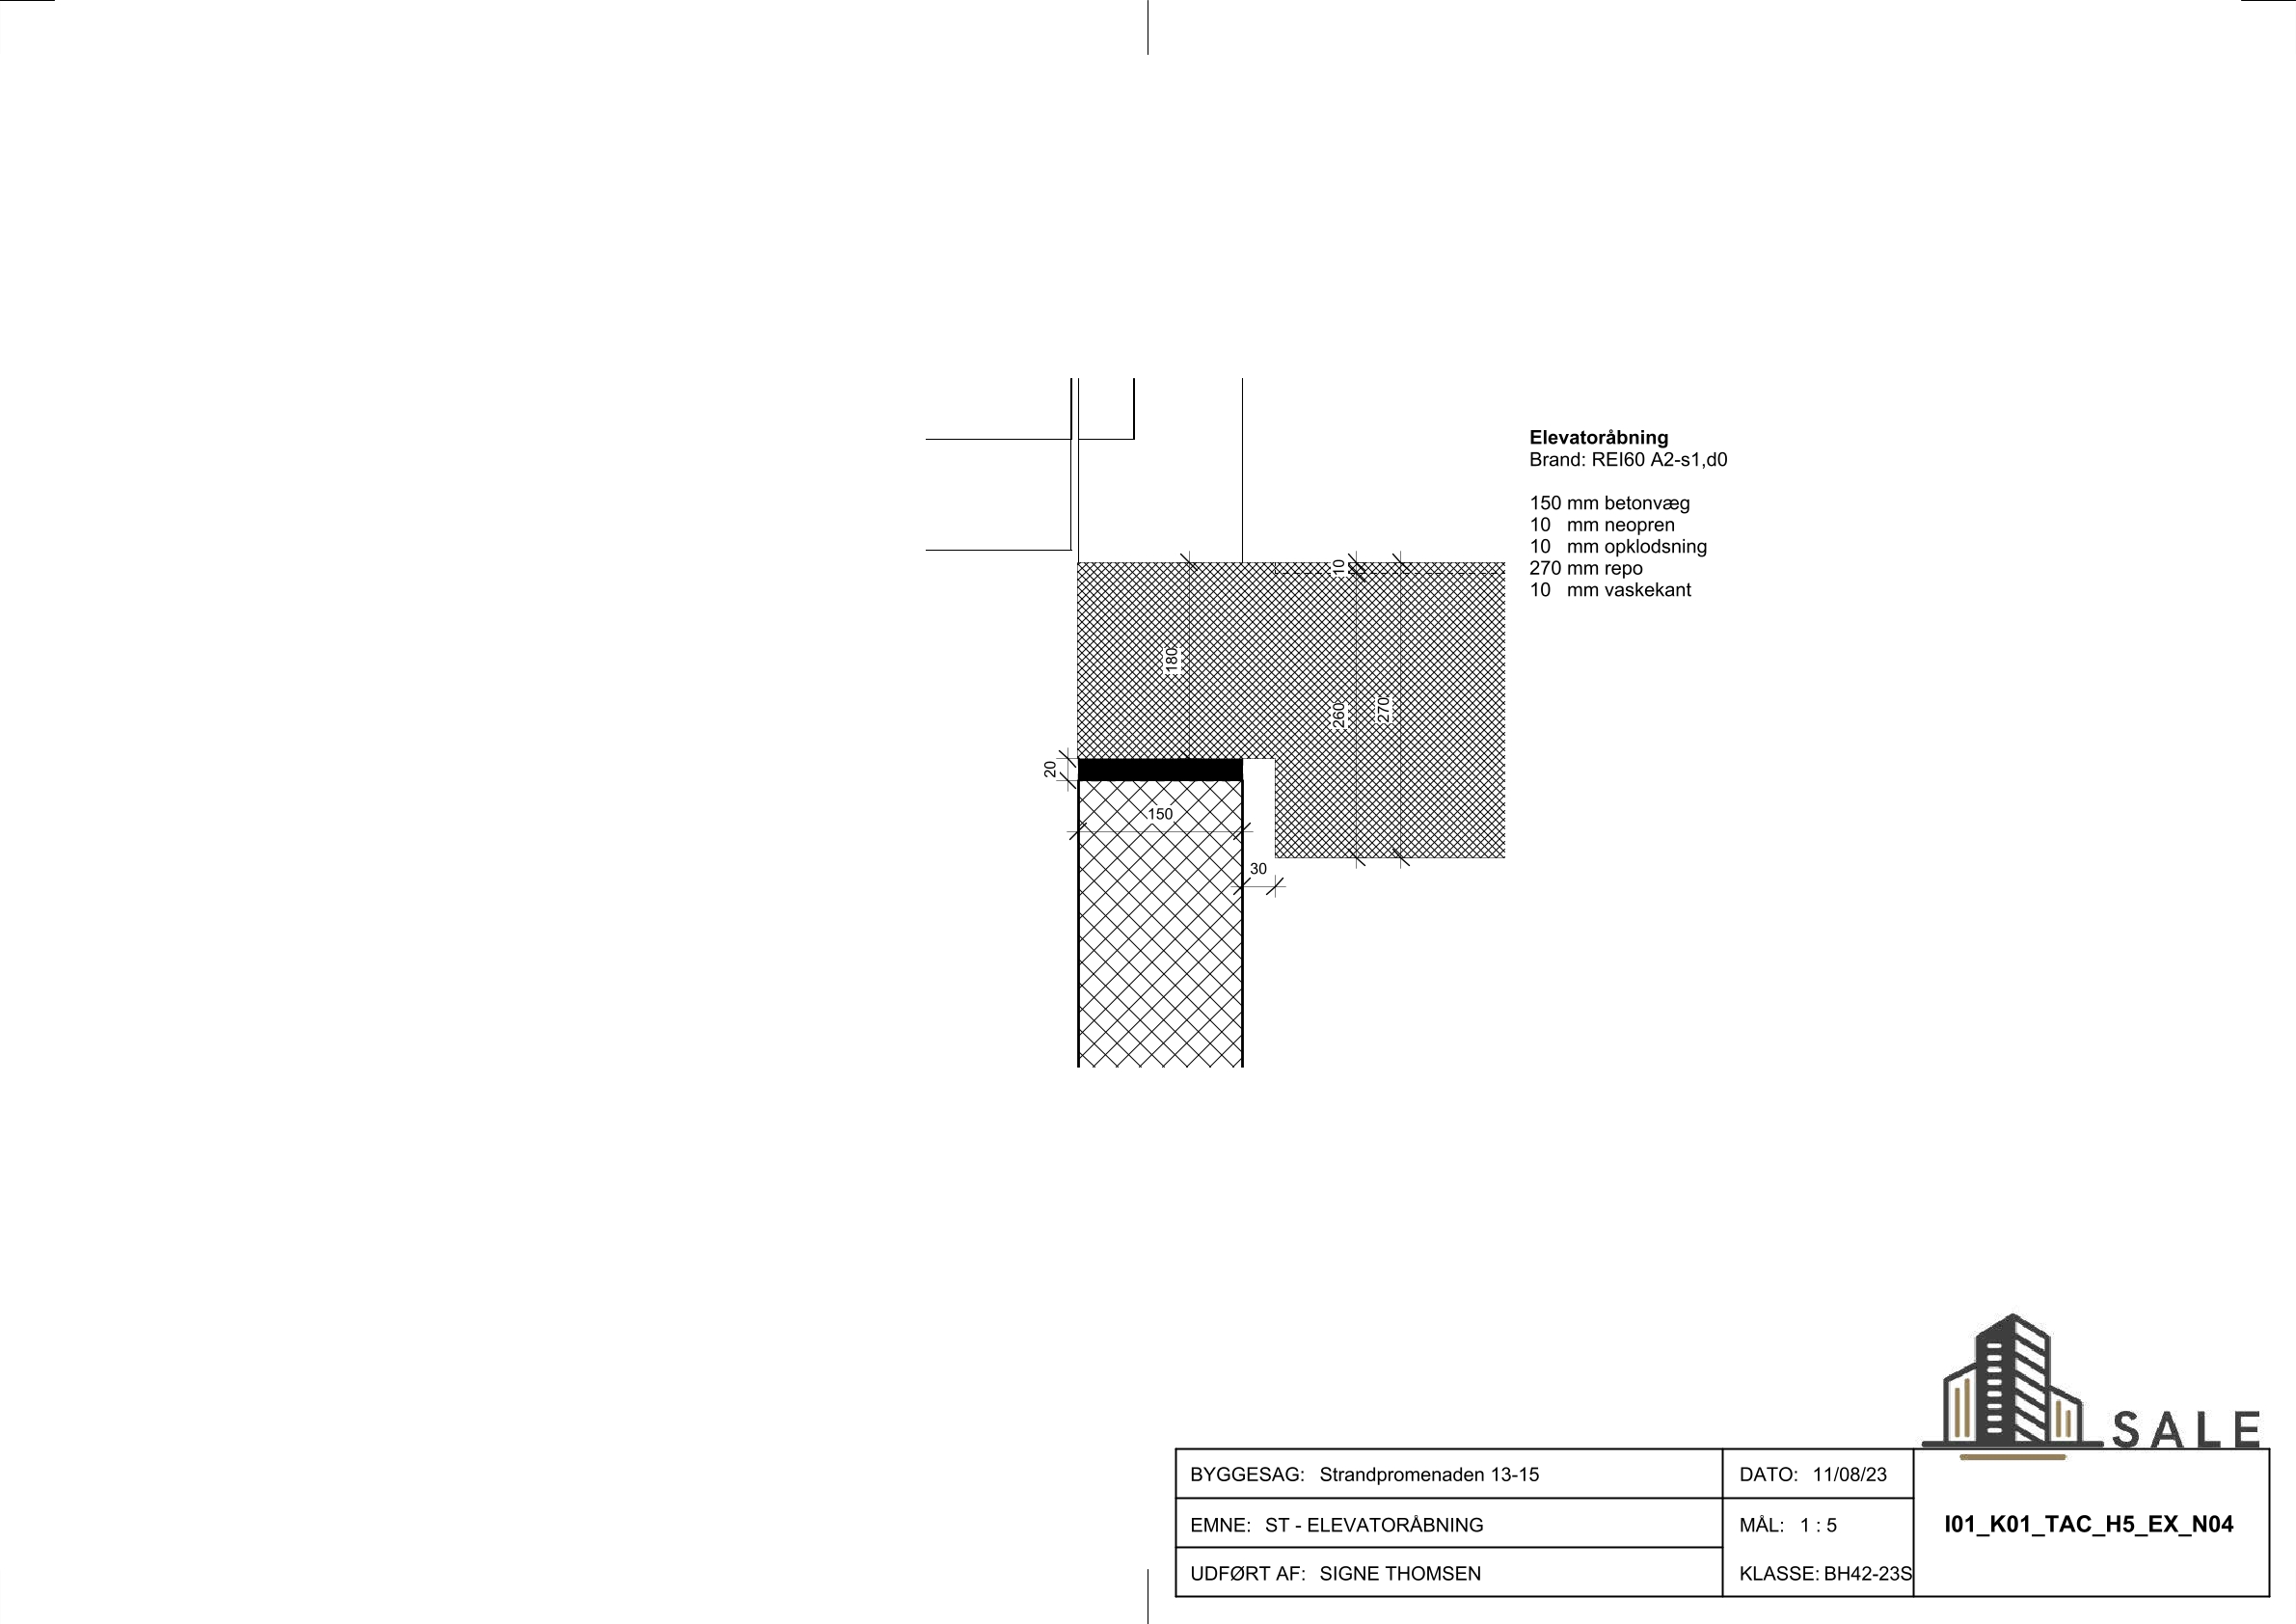 Elevatoråbning
Brand: REI60 A2-s1,d0
150 mm betonvæg
10 mm neopren
10 mm opklodsning
270 mm repo
10 mm vaskekant
10
180
260
270
20
150
30
SALE
BYGGESAG: Strandpromenaden 13-15
DATO: 11/08/23
EMNE: ST - ELEVATORÅBNING
MÅL: 1 : 5
I01_K01_TAC_H5_EX_N04
UDFØRT AF: SIGNE THOMSEN
KLASSE: BH42-23S